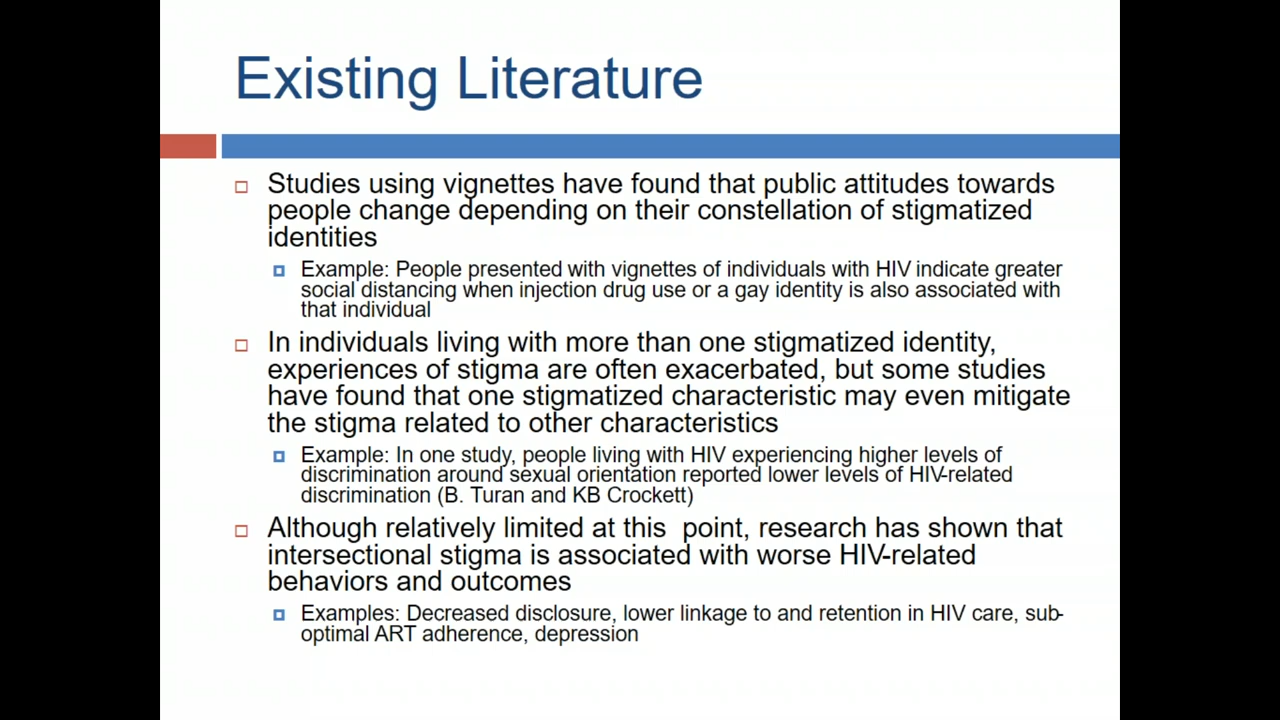 Existing Literature
Studies using vignettes have found that public attitudes towards
people change depending on their constellation of stigmatized
identities
Example: People presented with vignettes of individuals with HIV indicate greater
social distancing when injection drug use or a gay identity is also associated with
that individual
In individuals living with more than one stigmatized identity,
experiences of stigma are often exacerbated, but some studies
have found that one stigmatized characteristic may even mitigate
the stigma related to other characteristics
Example: In one study, people living with HIV experiencing higher levels of
discrimination around sexual orientation reported lower levels of HIV-related
discrimination (B. Turan and KB Crockett)
Although relatively limited at this  point, research has shown that
intersectional stigma is associated with worse HIV-related
behaviors and outcomes
Examples: Decreased disclosure, lower linkage to and retention in HIV care, sub-
optimal ART adherence, depression